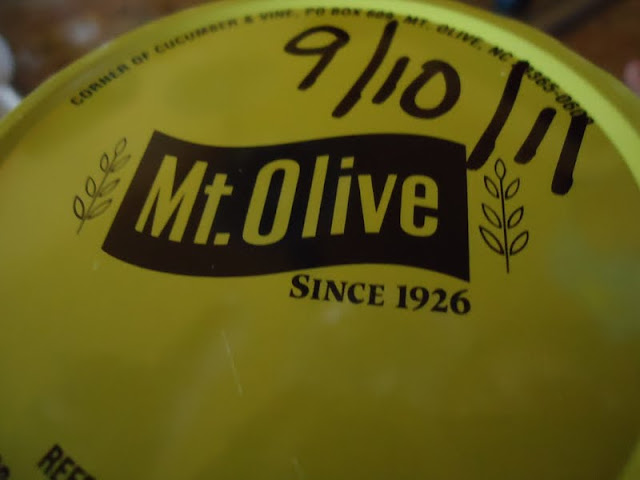 CORNER OF CUCUMBER & VINE, PO BOX 609, MT. OLIVE, NC
9/10/11
Mt. Olive
SINCE 1926